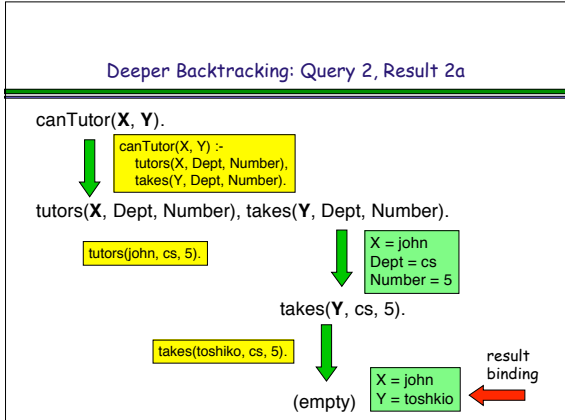 Deeper Backtracking: Query 2, Result 2a
canTutor(X, Y).
canTutor(X, Y) :-
tutors(X, Dept, Number),
takes(Y, Dept, Number).
tutors(X, Dept, Number), takes(Y, Dept, Number).
tutors(john, cs, 5).
X = john
Dept = cs
Number = 5
takes(Y, cs, 5).
takes(toshiko, cs, 5).
(empty)
X = john
Y = toshkio
result
binding